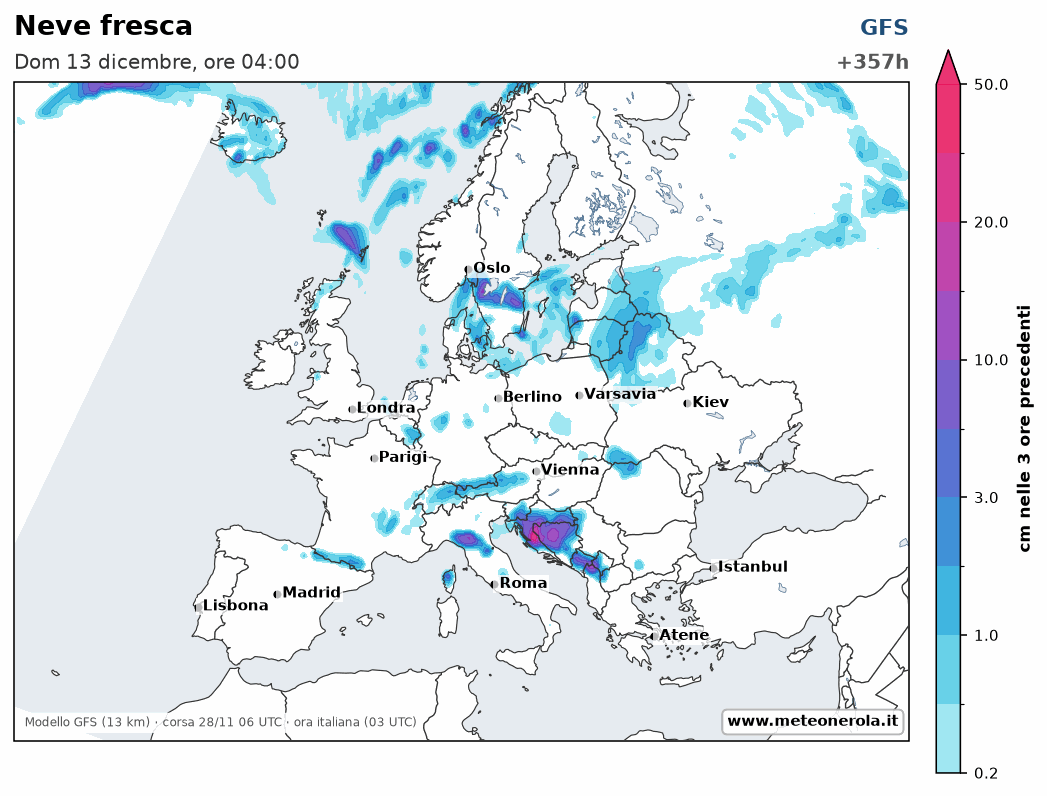 Neve fresca
GFS
Dom 13 dicembre, ore 04:00
+357h
50.0
20.0
10.0
3.0
1.0
0.2
cm nelle 3 ore precedenti
Oslo
Berlino
Varsavia
Kiev
Londra
Parigi
Vienna
Istanbul
Roma
Madrid
Lisbona
Atene
Modello GFS (13 km) · corsa 28/11 06 UTC · ora italiana (03 UTC)
www.meteonerola.it